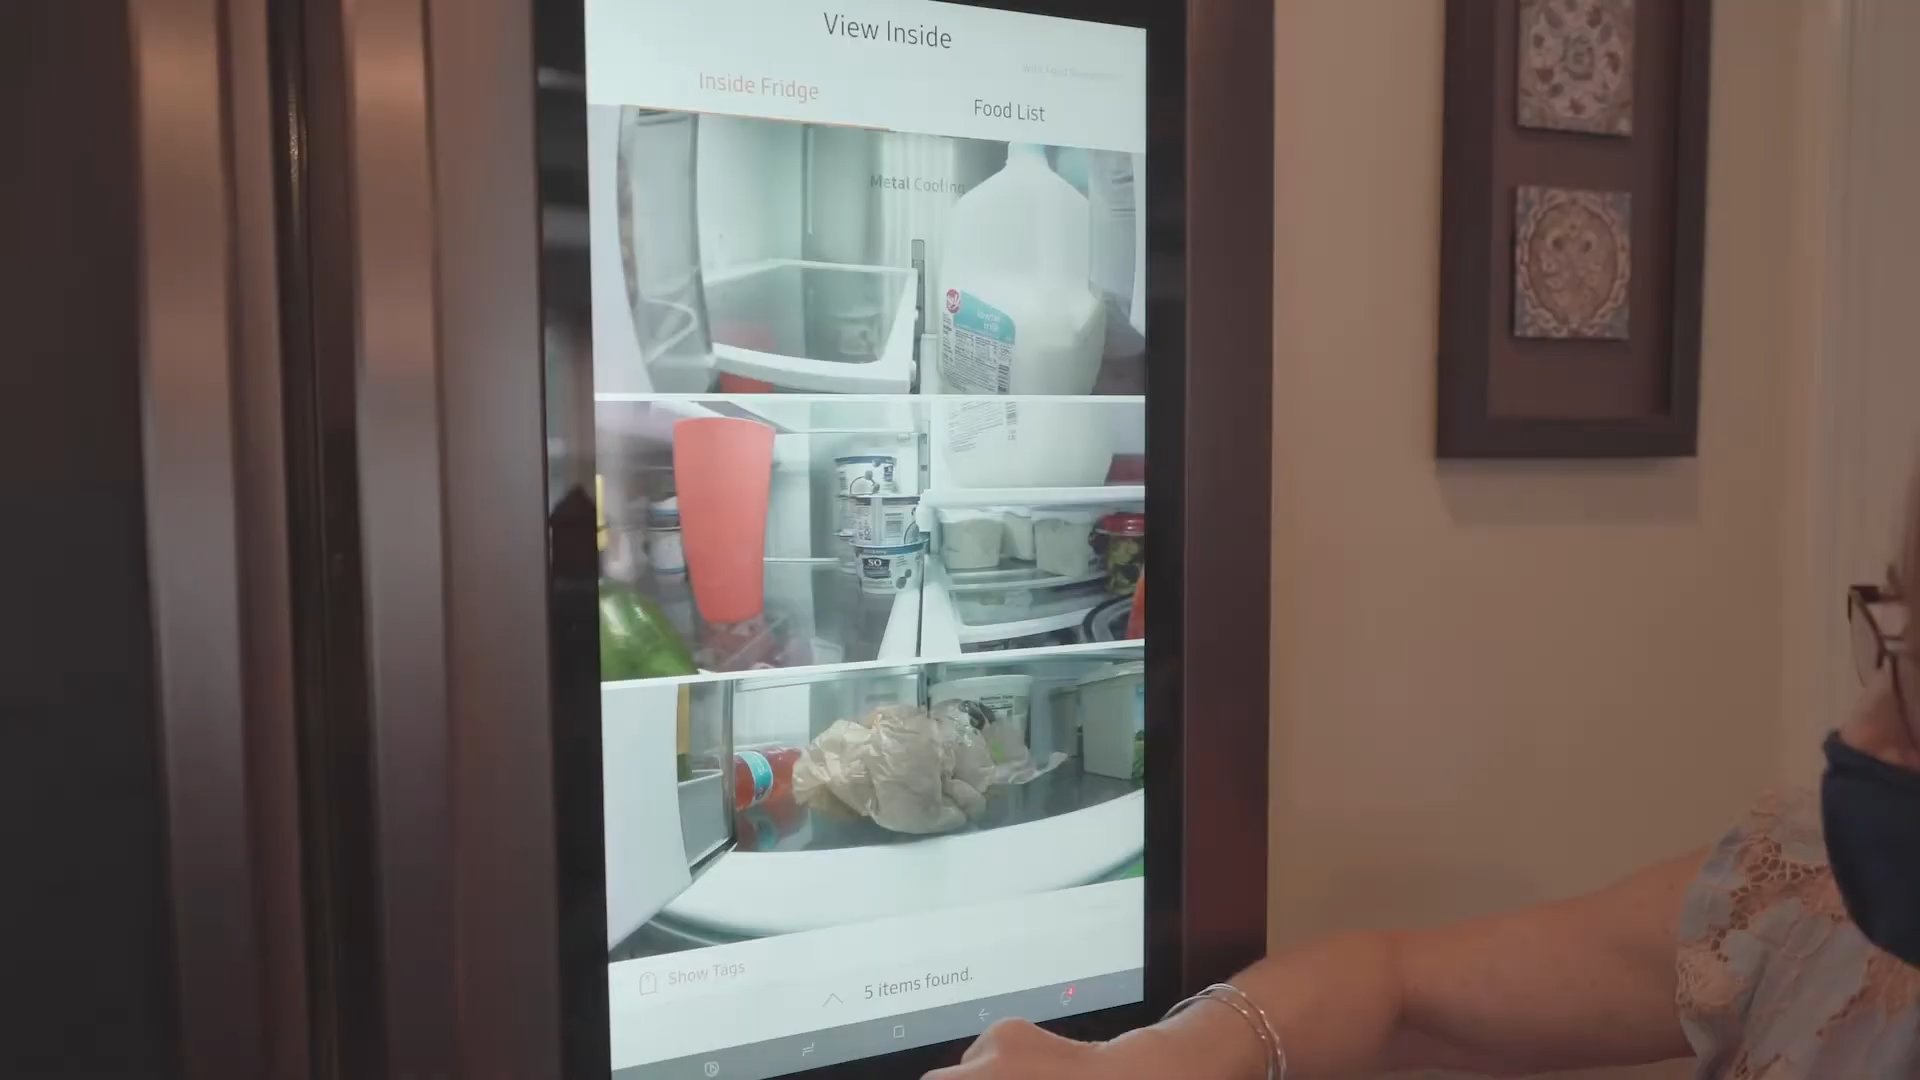 View Inside
Inside Fridge
Food List
Metal Cooling
SO
Show Tags
5 items found.